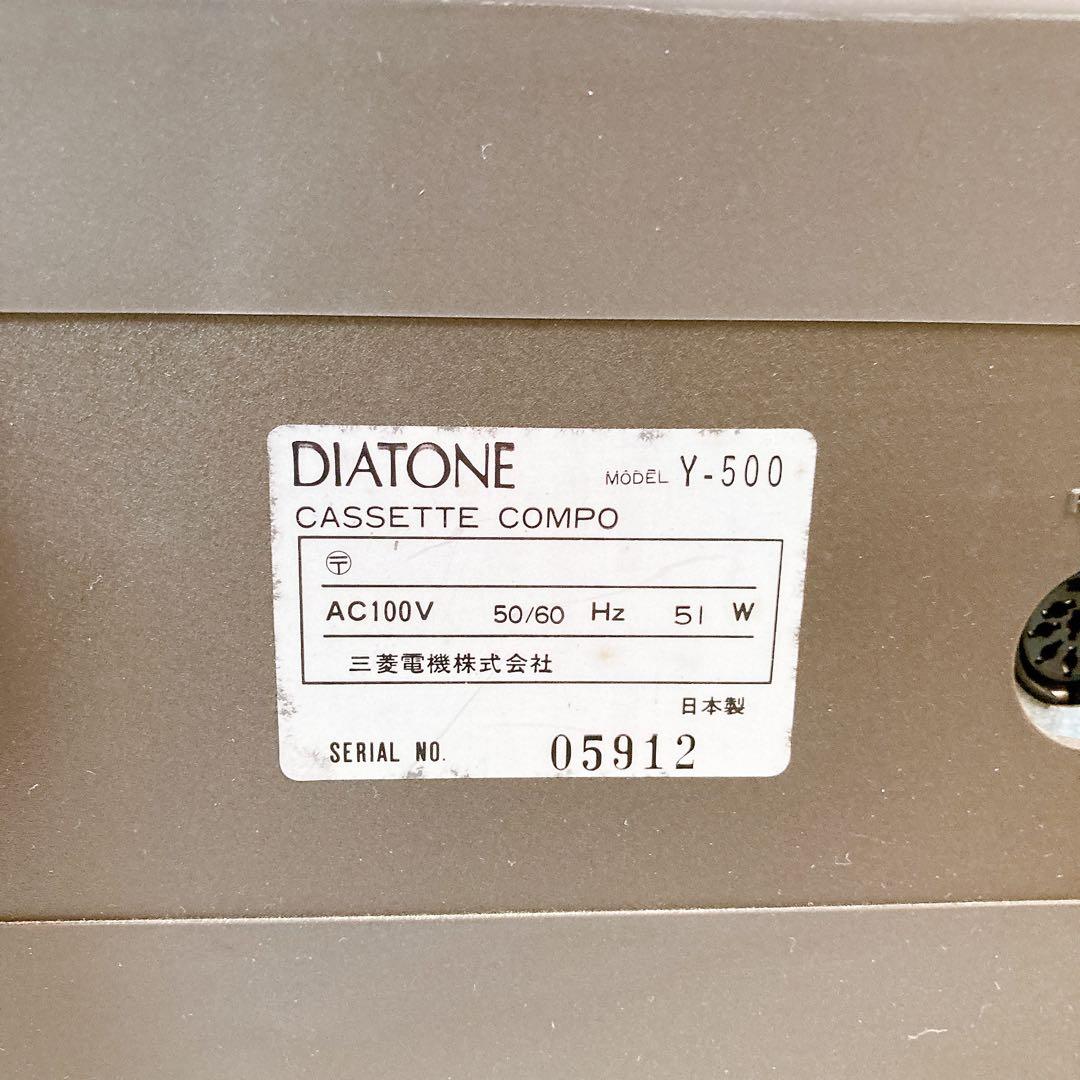 DIATONE MODEL Y-500
CASSETTE COMPO
〒
AC100V 50/60 Hz 51 W
三菱電機株式会社
日本製
SERIAL NO. 05912